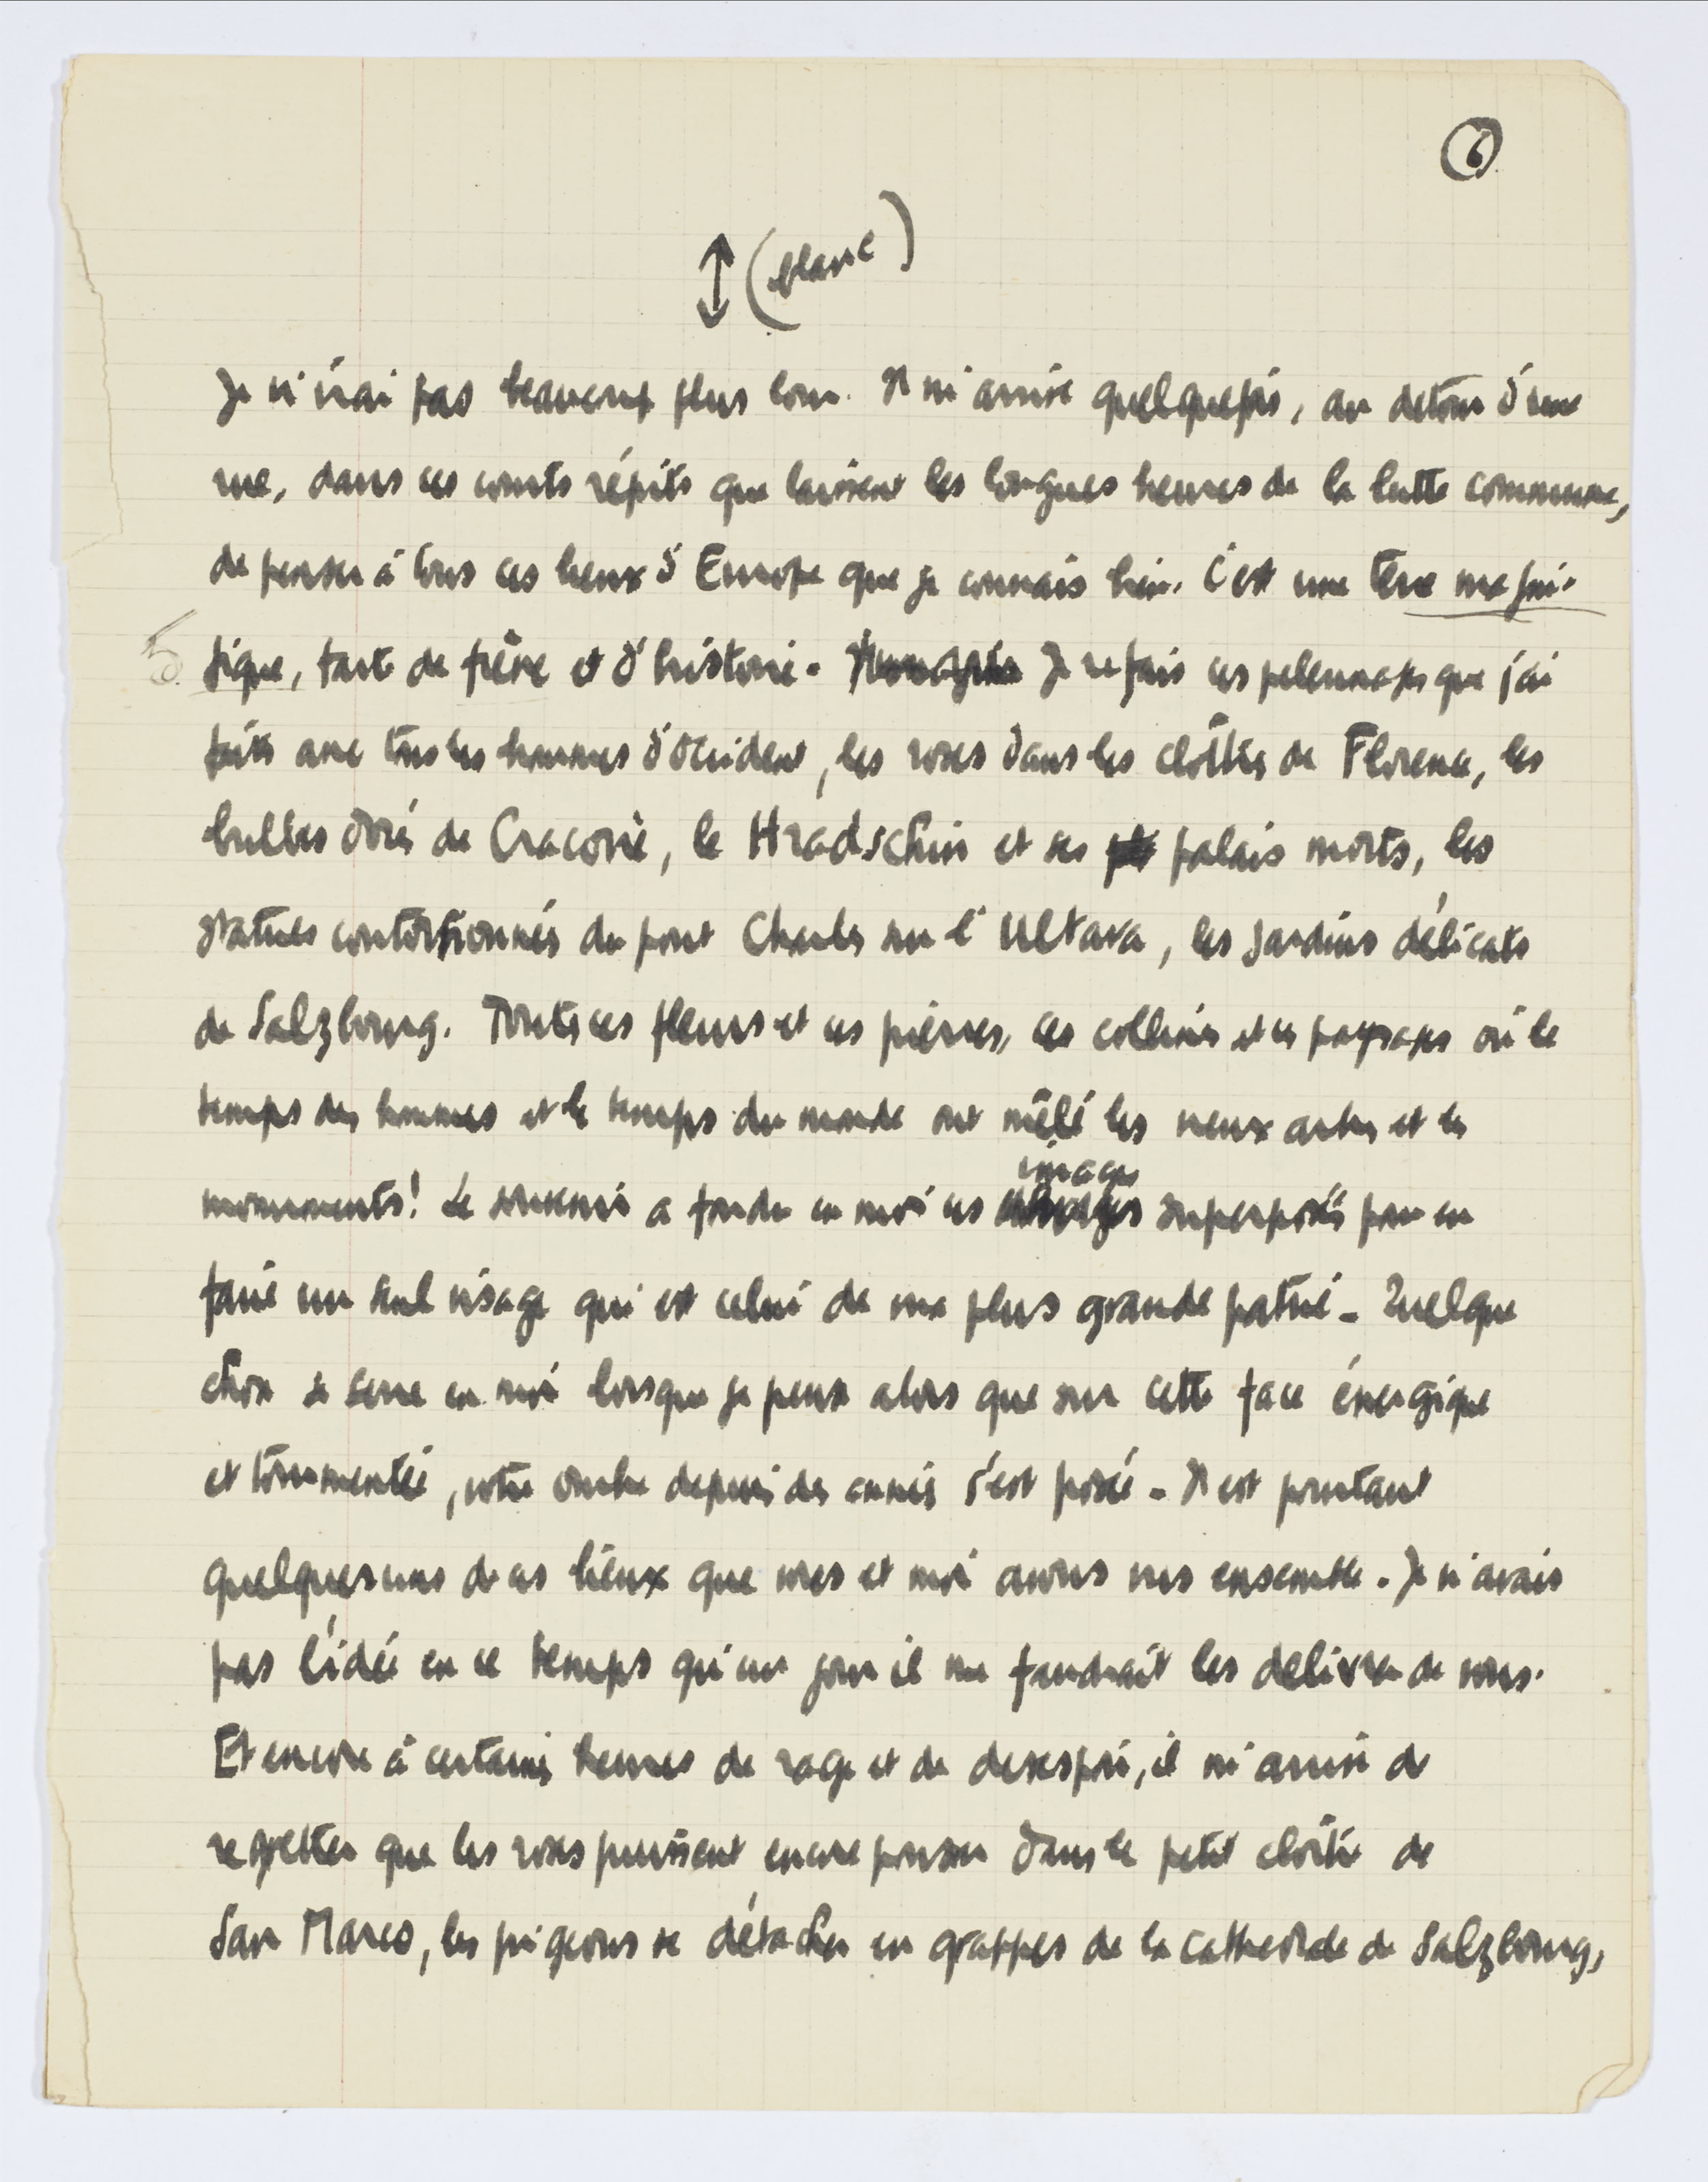 6
(blanc)
Je n'irai pas beaucoup plus loin. Il m'arrive quelquefois, au detour d'une
rue, dans ces courts répits que laissent les longues heures de la lutte commune,
de penser à tous ces lieux d'Europe que je connais bien. C'est une terre magni-
fique, faite de peine et d'histoire. Je refais ces pelerinages que j'ai
faits avec tous les hommes d'Occident, les roses dans les cloîtres de Florence, les
bulbes dorés de Cracovie, le Hradschin et ses palais morts, les
statues contorsionnées du pont Charles sur l'Ultava, les jardins délicats
de Salzbourg. Toutes ces fleurs et ces pierres, ces collines et ces paysages où le
temps des hommes et le temps du monde ont mêlé les vieux arbres et les
images
monuments! Le souvenir a fondu en moi ces superposées pour en
faire un seul visage qui est celui de ma plus grande patrie. Quelque
chose se serre en moi lorsque je pense alors que sur cette face énergique
et tourmentée, votre ombre depuis des années s'est posée. Il est pourtant
quelques uns de ces lieux que vous et moi avons vus ensemble. Je n'avais
pas l'idée en ce temps qu'un jour il me faudrait les delivrer de vous.
Et encore à certaines heures de rage et de desespoir, il m'arrive de
regretter que les roses puissent encore pousser dans le petit cloître de
San Marco, les pigeons se détacher en grappes de la cathedrale de Salzbourg,